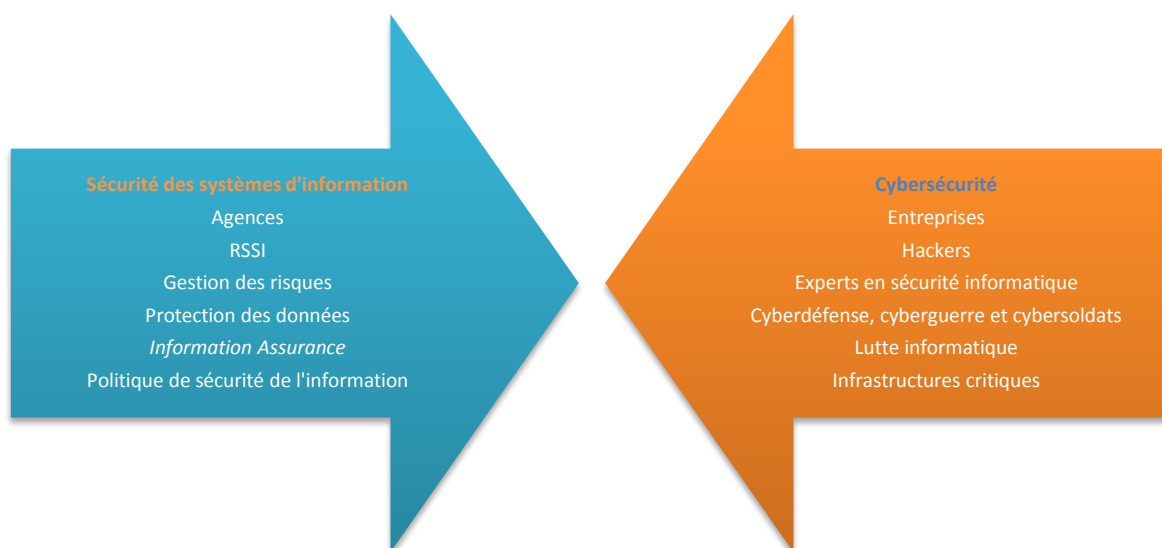 Sécurité des systèmes d'information
Agences
RSSI
Gestion des risques
Protection des données
Information Assurance
Politique de sécurité de l'information
Cybersécurité
Entreprises
Hackers
Experts en sécurité informatique
Cyberdéfense, cyberguerre et cybersoldats
Lutte informatique
Infrastructures critiques